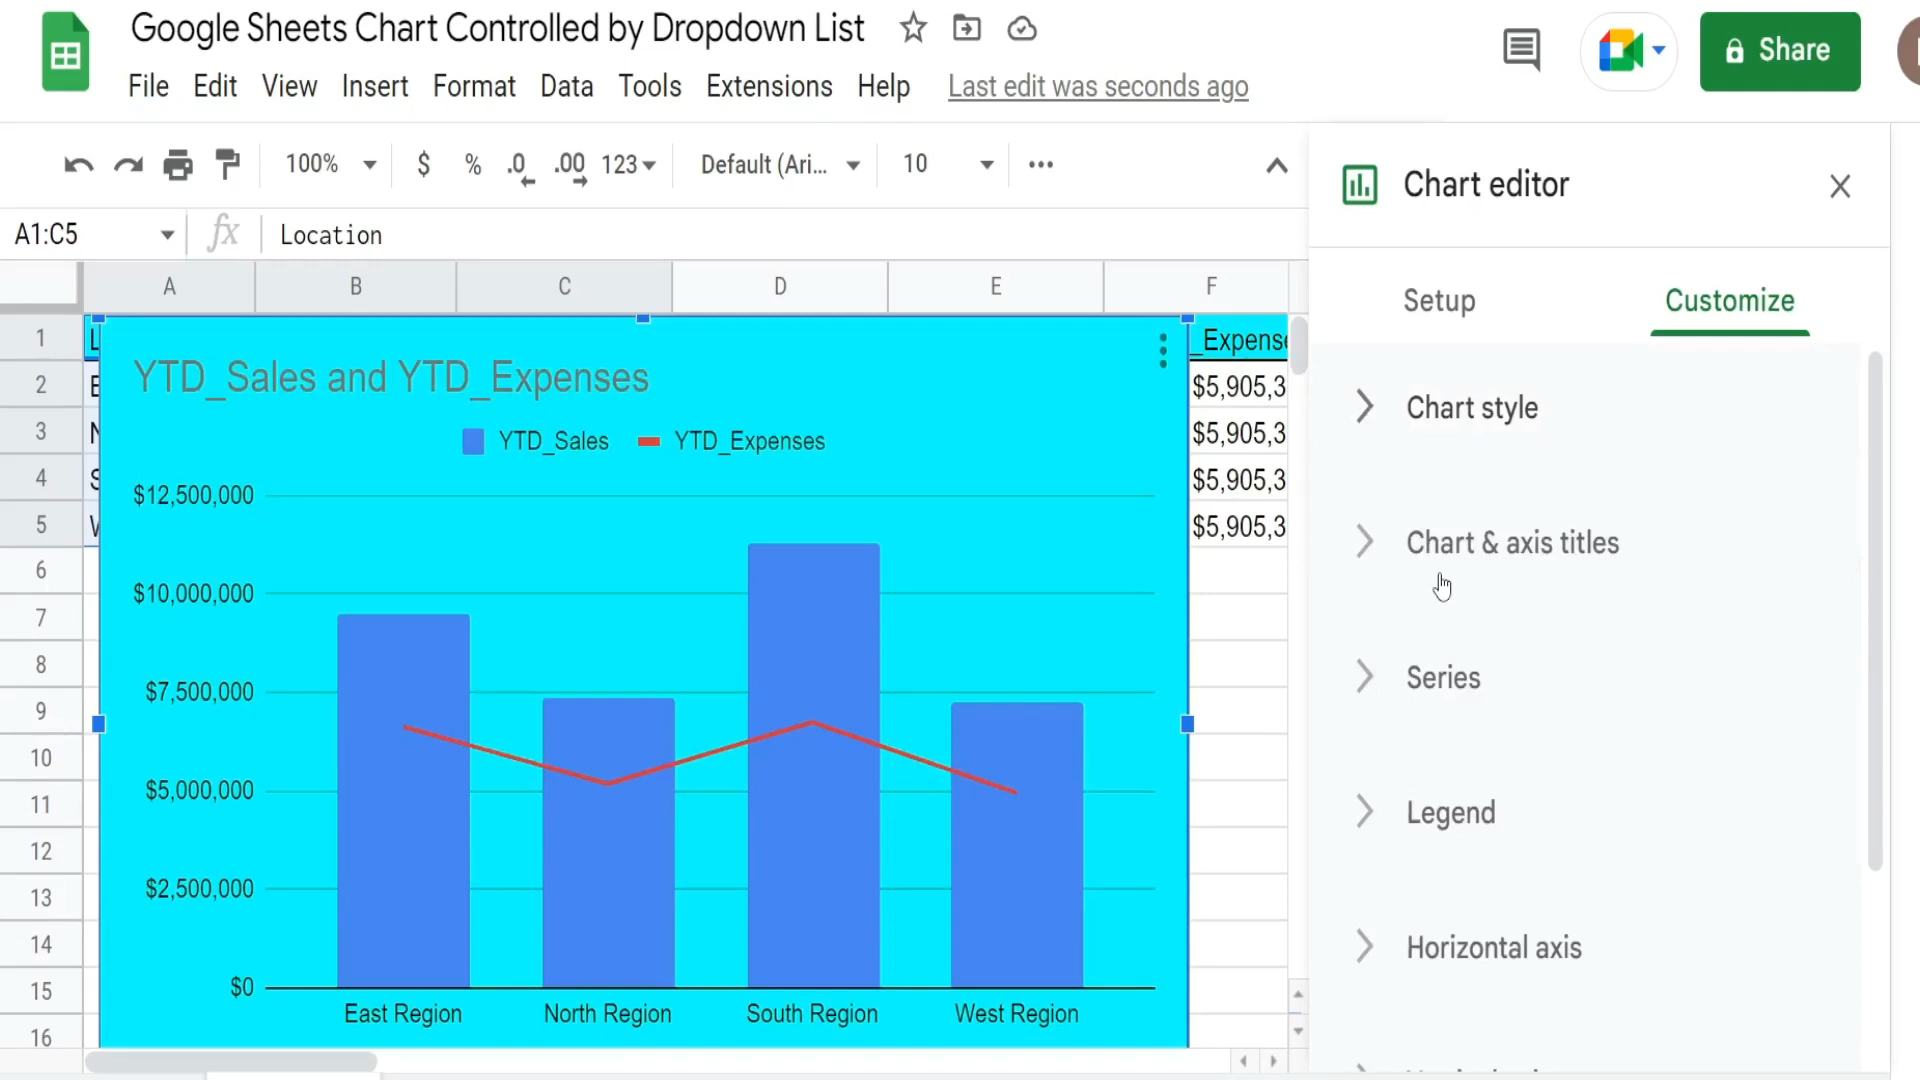 Google Sheets Chart Controlled by Dropdown List
File Edit View Insert Format Data Tools Extensions Help Last edit was seconds ago
Share
100% $ % .0 .00 123 Default (Ari... 10
A1:C5 fx Location
Chart editor
Setup Customize
A B C D E F
1 L _Expense
2 E $5,905,3
3 N $5,905,3
4 S $5,905,3
5 W $5,905,3
6
7
8
9
10
11
12
13
14
15
16
YTD_Sales and YTD_Expenses
YTD_Sales YTD_Expenses
$12,500,000
$10,000,000
$7,500,000
$5,000,000
$2,500,000
$0
East Region North Region South Region West Region
Chart style
Chart & axis titles
Series
Legend
Horizontal axis